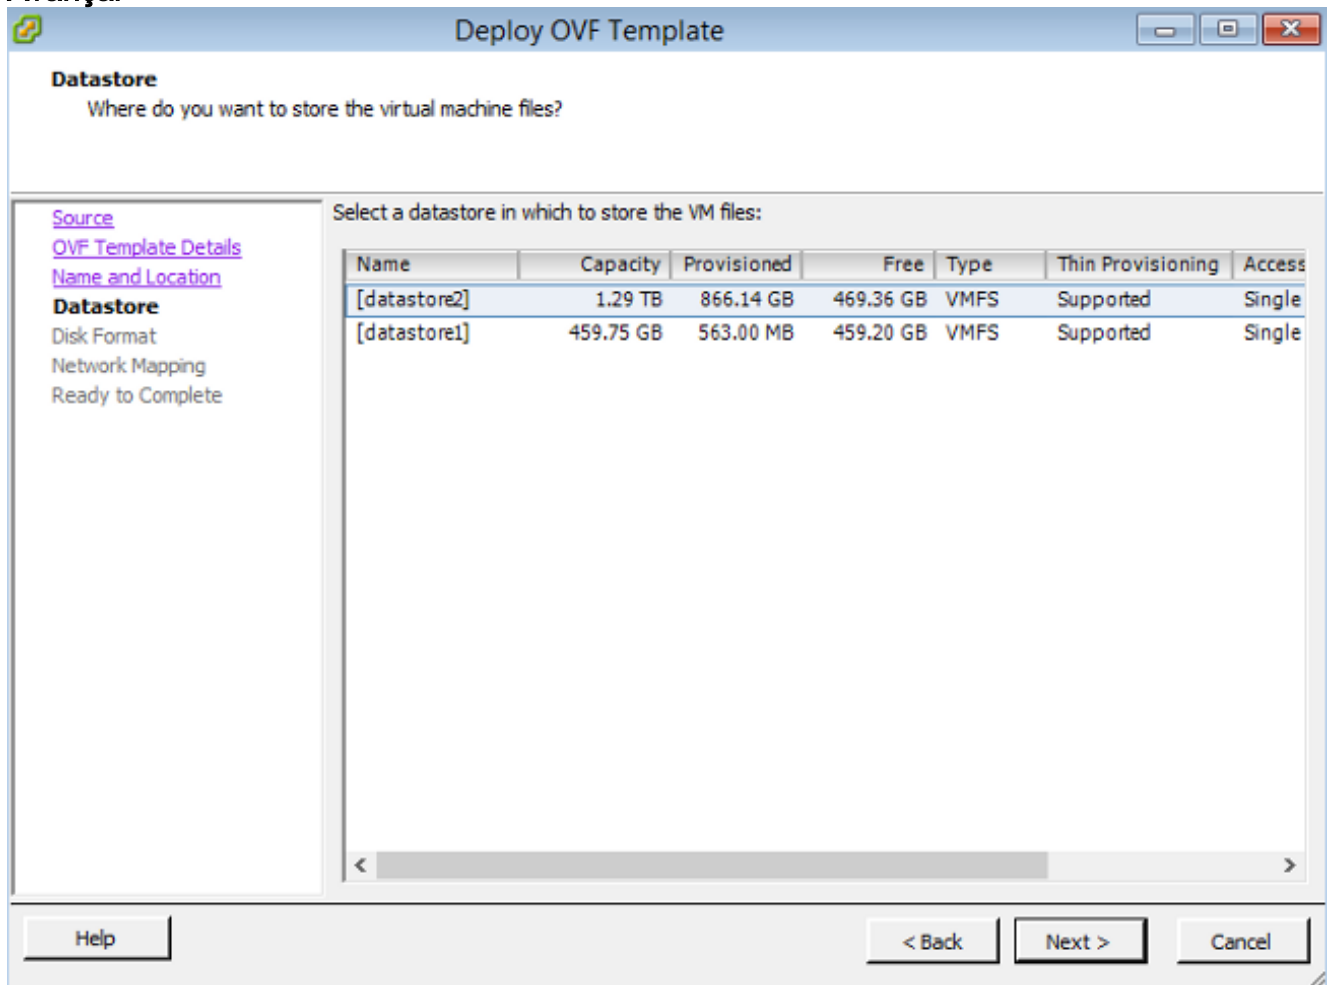 Deploy OVF Template
Datastore
Where do you want to store the virtual machine files?
Source
OVF Template Details
Name and Location
Datastore
Disk Format
Network Mapping
Ready to Complete
Select a datastore in which to store the VM files:
Name Capacity Provisioned Free Type Thin Provisioning Access
[datastore2] 1.29 TB 866.14 GB 469.36 GB VMFS Supported Single
[datastore1] 459.75 GB 563.00 MB 459.20 GB VMFS Supported Single
Help < Back Next > Cancel